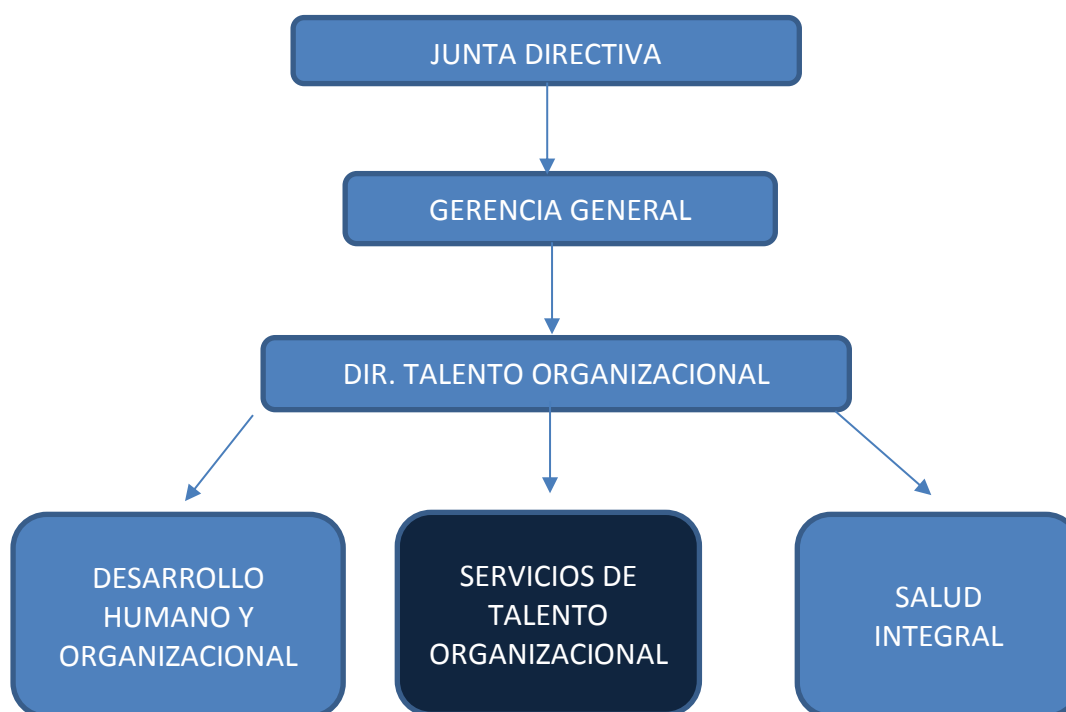 JUNTA DIRECTIVA
GERENCIA GENERAL
DIR. TALENTO ORGANIZACIONAL
DESARROLLO
HUMANO Y
ORGANIZACIONAL
SERVICIOS DE
TALENTO
ORGANIZACIONAL
SALUD
INTEGRAL